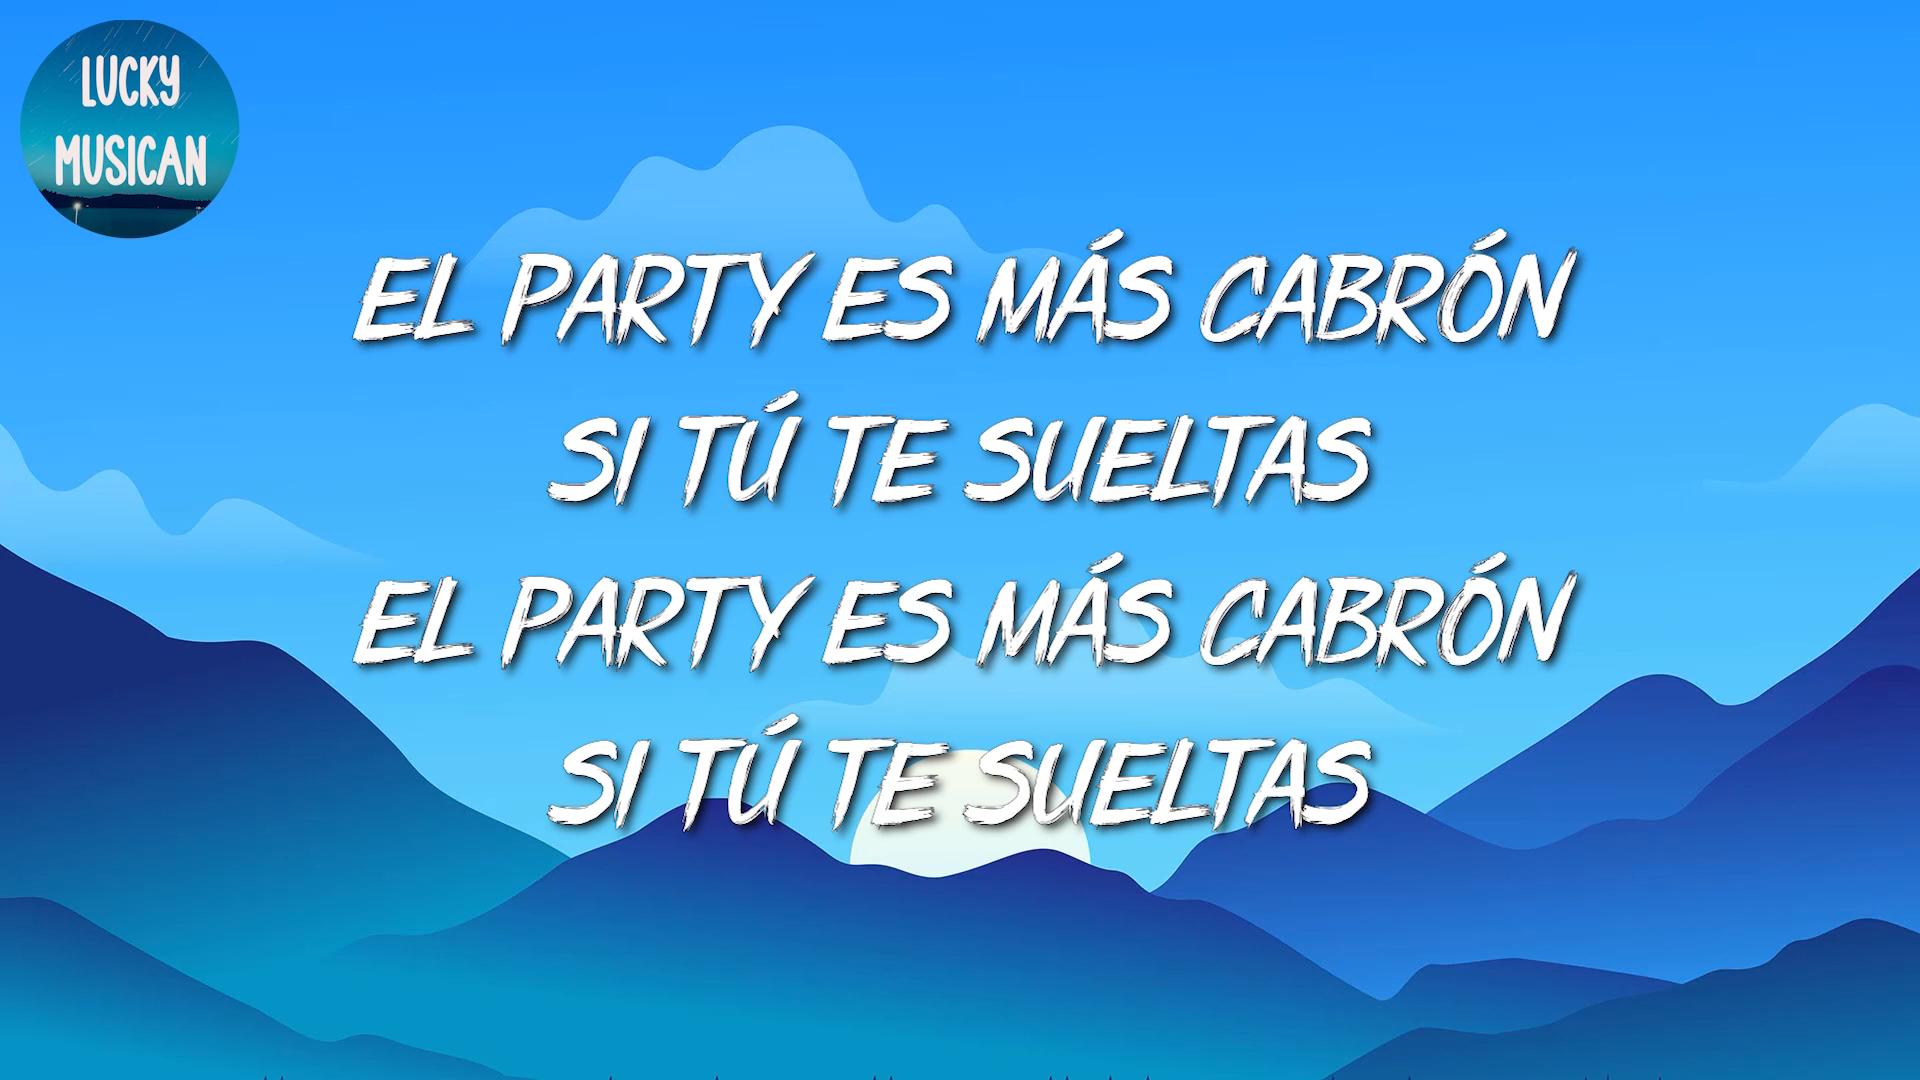 LUCKY
MUSICAN
EL PARTY ES MÁS CABRÓN
SI TÚ TE SUELTAS
EL PARTY ES MÁS CABRÓN
SI TÚ TE SUELTAS